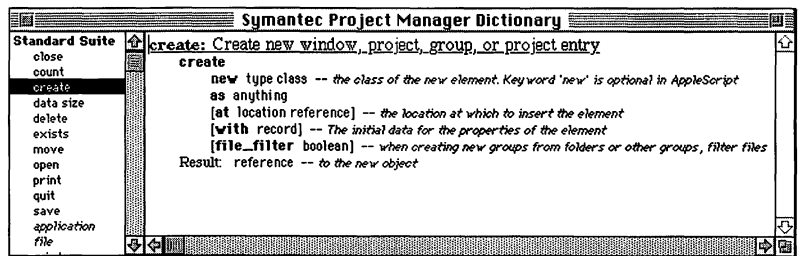 Symantec Project Manager Dictionary
Standard Suite
close
count
create
data size
delete
exists
move
open
print
quit
save
application
file
create: Create new window, project, group, or project entry
create
new type class -- the class of the new element. Keyword 'new' is optional in AppleScript
as anything
[at location reference] -- the location at which to insert the element
[with record] -- The initial data for the properties of the element
[file_filter boolean] -- when creating new groups from folders or other groups, filter files
Result: reference -- to the new object